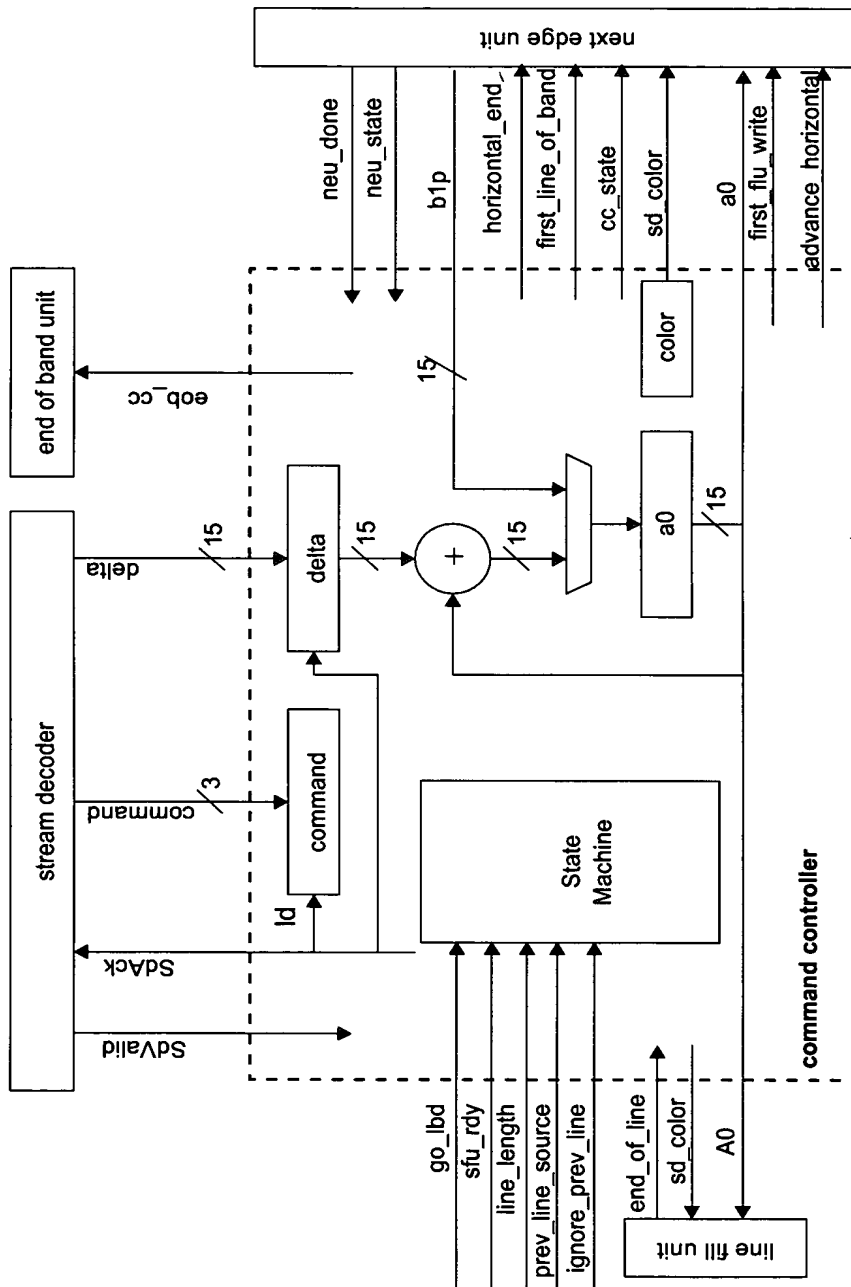 stream decoder
end of band unit
SdValid
SdAck
command
3
delta
15
eob_cc
ld
command
delta
15
+
15
15
a0
15
color
State
Machine
command controller
go_lbd
sfu_rdy
line_length
prev_line_source
ignore_prev_line
end_of_line
sd_color
A0
line fill unit
neu_done
neu_state
b1p
horizontal_end
first_line_of_band
cc_state
sd_color
a0
first_flu_write
advance_horizontal
next edge unit